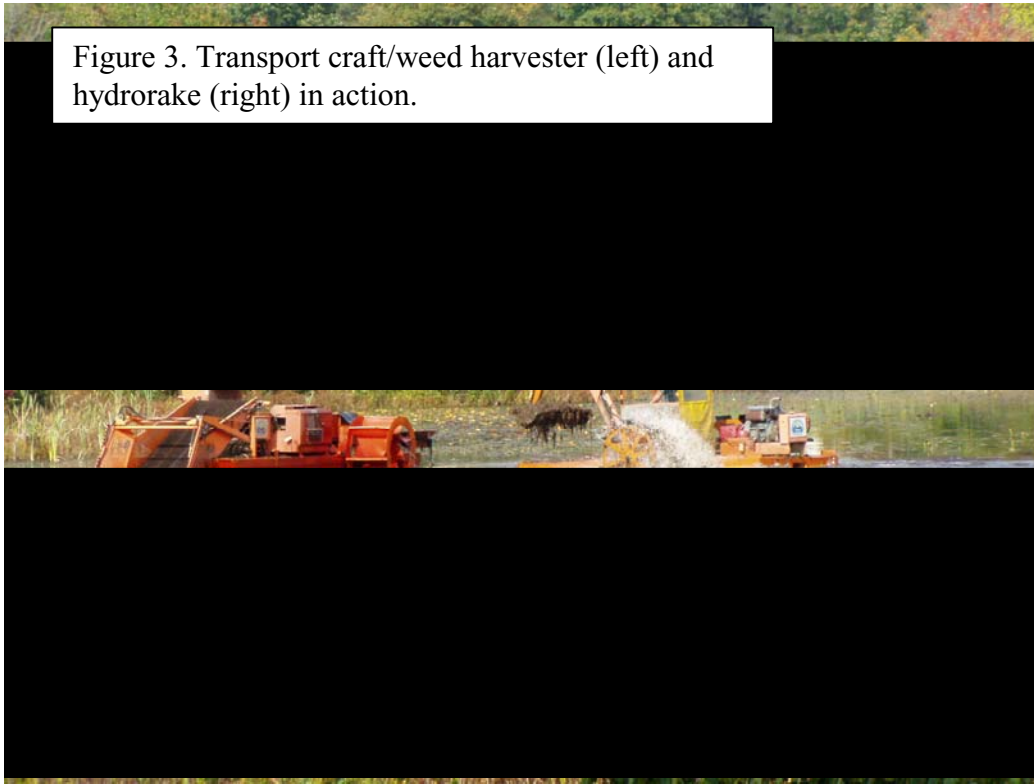 Figure 3. Transport craft/weed harvester (left) and
hydrorake (right) in action.